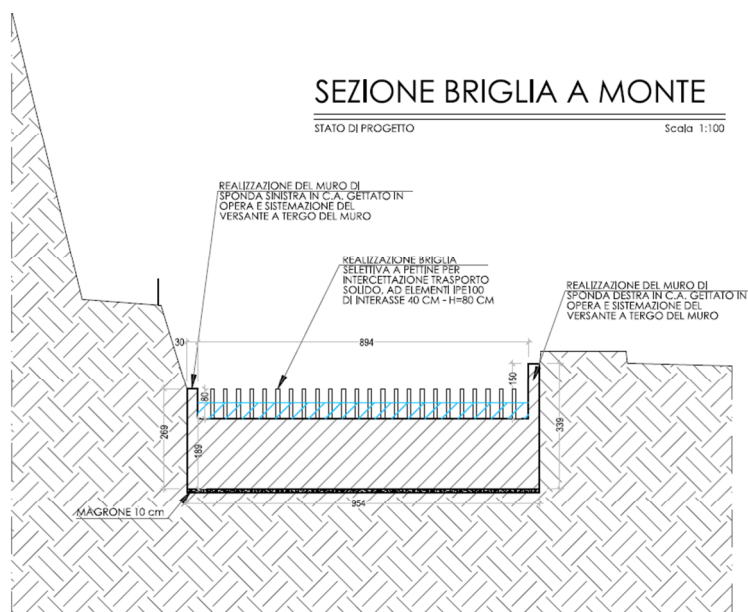 SEZIONE BRIGLIA A MONTE
STATO DI PROGETTO
Scala 1:100
REALIZZAZIONE DEL MURO DI
SPONDA SINISTRA IN C.A. GETTATO IN
OPERA E SISTEMAZIONE DEL
VERSANTE A TERGO DEL MURO
REALIZZAZIONE BRIGLIA
SELETTIVA A PETTINE PER
INTERCETTAZIONE TRASPORTO
SOLIDO, AD ELEMENTI IPE100
DI INTERASSE 40 CM - H=80 CM
REALIZZAZIONE DEL MURO DI
SPONDA DESTRA IN C.A. GETTATO IN
OPERA E SISTEMAZIONE DEL
VERSANTE A TERGO DEL MURO
30
894
150
80
269
189
339
954
MAGRONE 10 cm